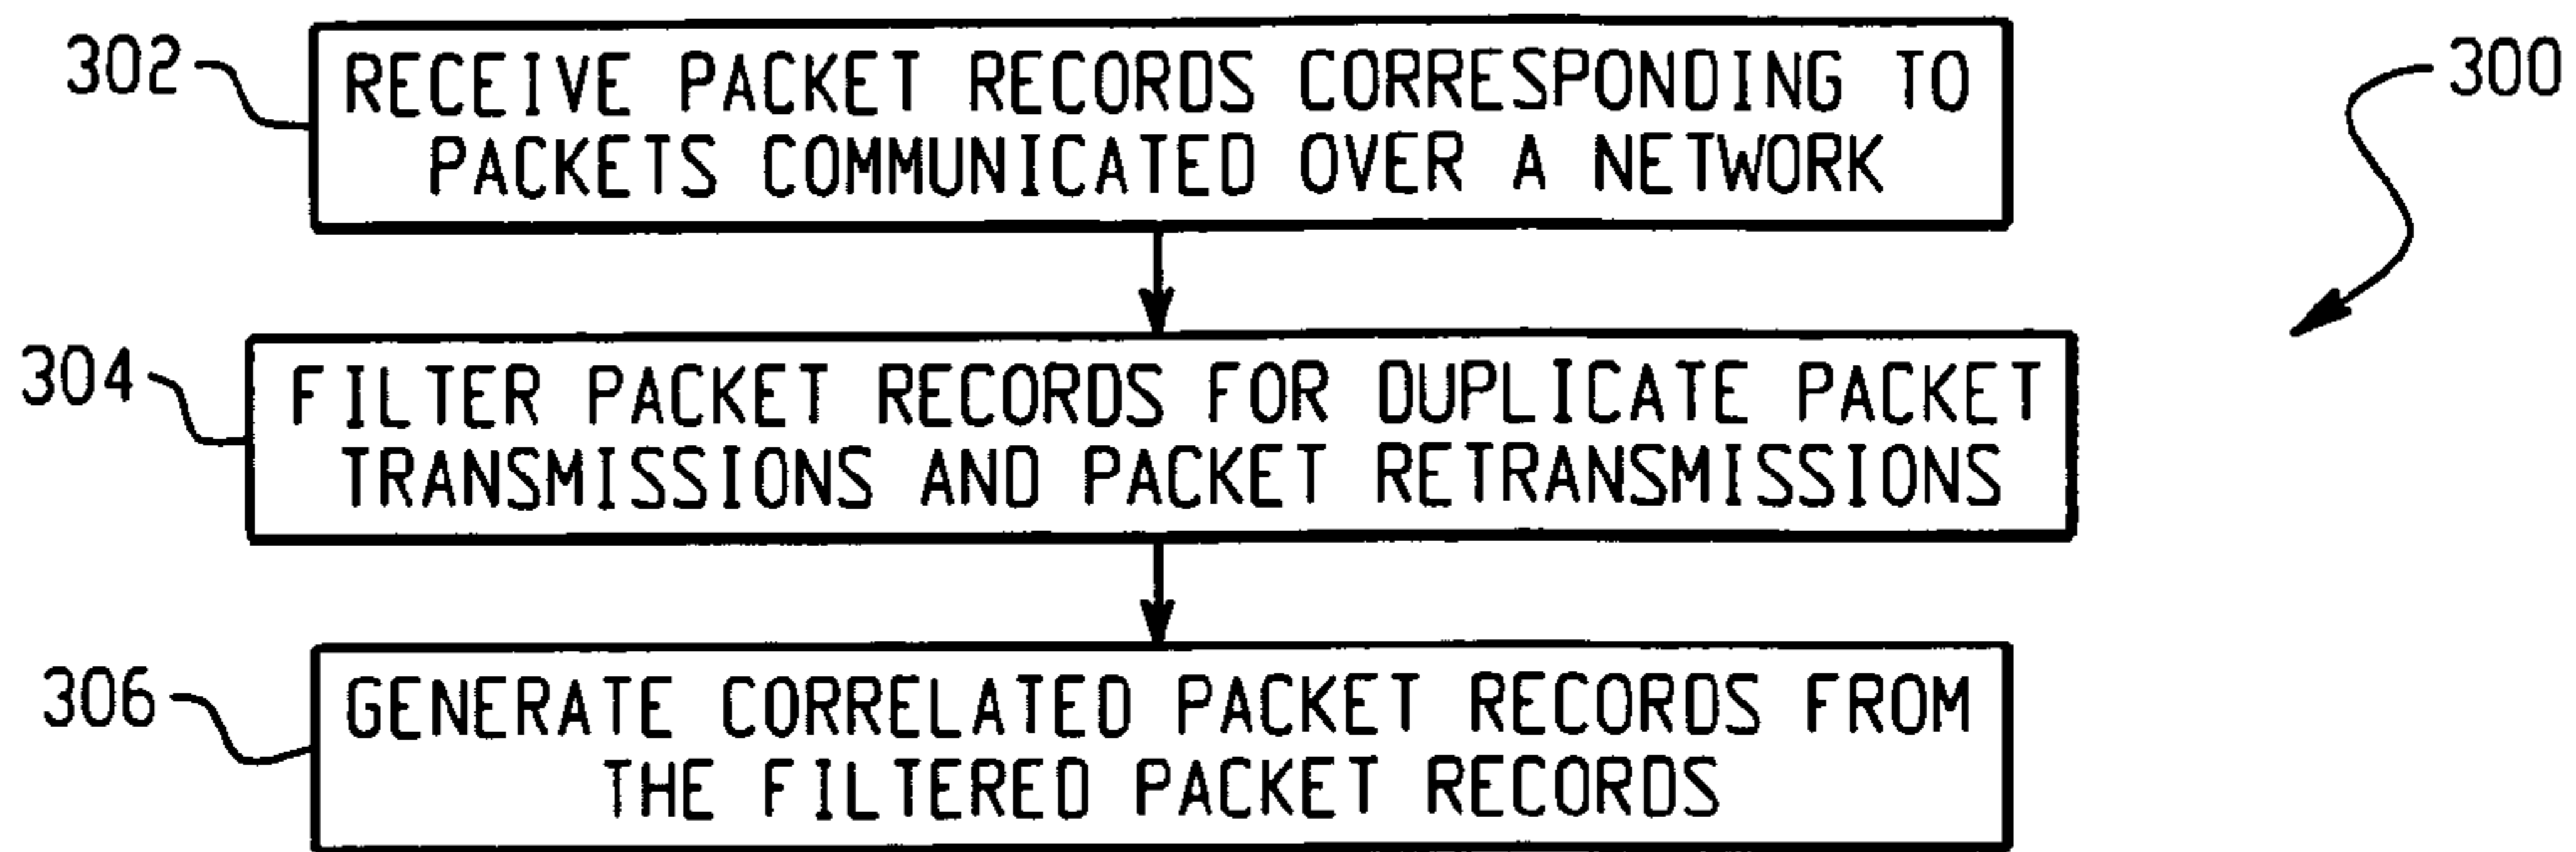 302
RECEIVE PACKET RECORDS CORRESPONDING TO
PACKETS COMMUNICATED OVER A NETWORK
300
304
FILTER PACKET RECORDS FOR DUPLICATE PACKET
TRANSMISSIONS AND PACKET RETRANSMISSIONS
306
GENERATE CORRELATED PACKET RECORDS FROM
THE FILTERED PACKET RECORDS